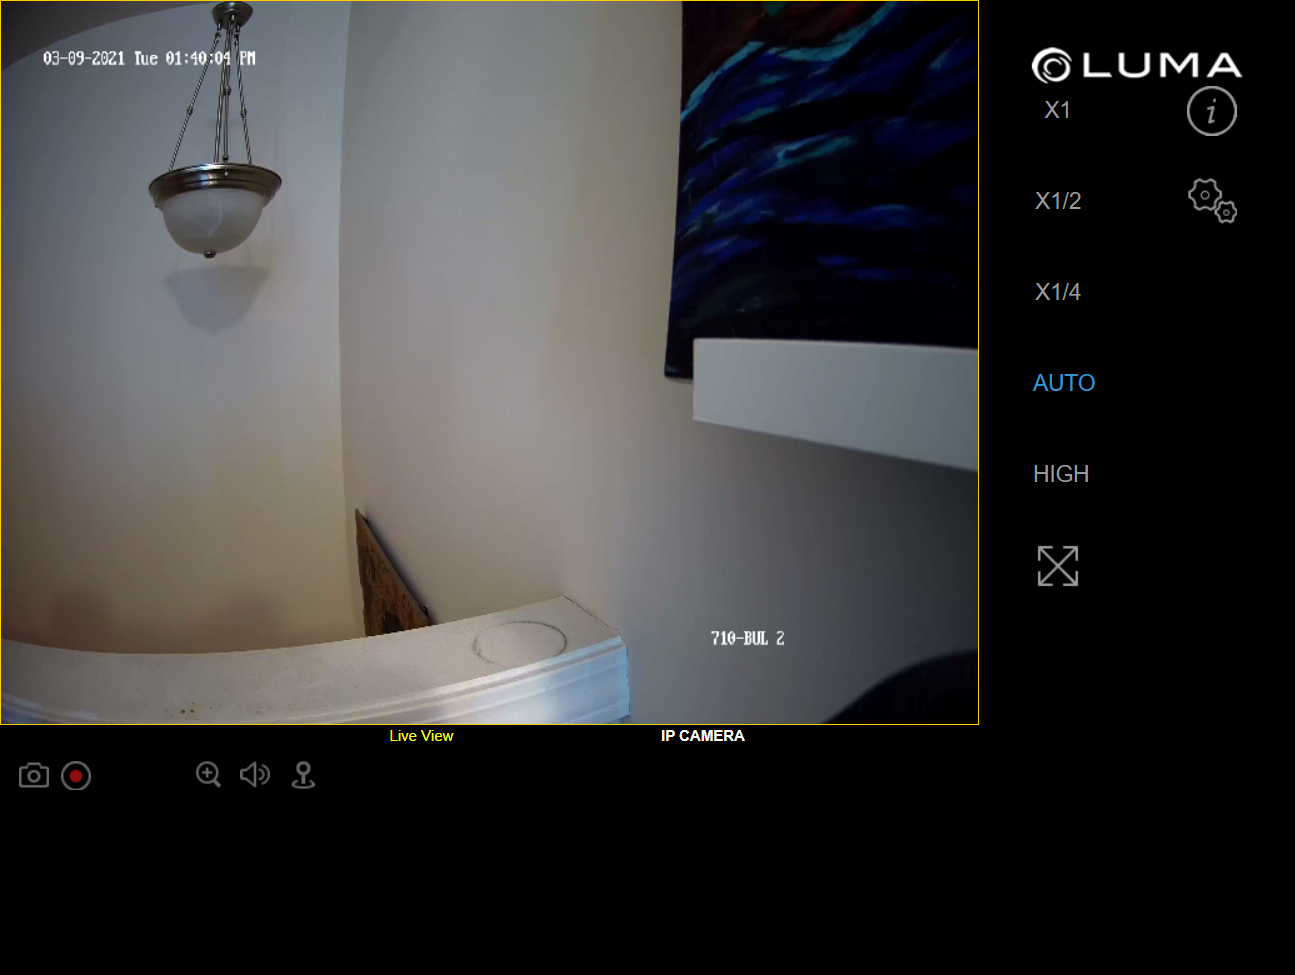 03-09-2021 Tue 01:40:04 PM
LUMA
X1
i
X1/2
X1/4
AUTO
HIGH
710-BUL 2
Live View
IP CAMERA